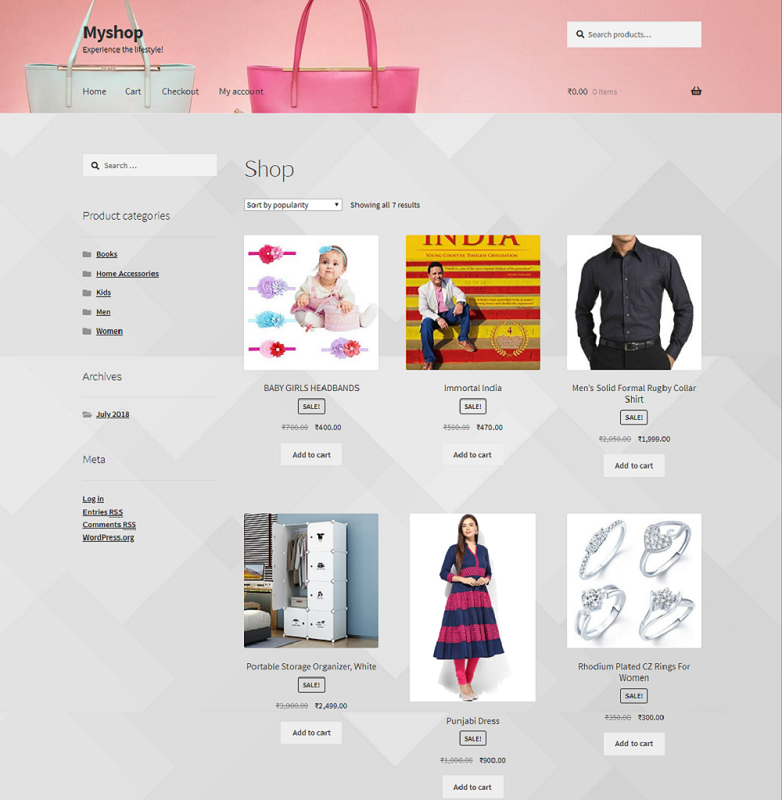 Myshop
Experience the lifestyle!
Search products…
Home Cart Checkout My account
₹0.00 0 items
Search …
Product categories
Books
Home Accessories
Kids
Men
Women
Archives
July 2018
Meta
Log in
Entries RSS
Comments RSS
WordPress.org
Shop
Sort by popularity
Showing all 7 results
BABY GIRLS HEADBANDS
SALE!
₹700.00 ₹400.00
Add to cart
INDIA
YOUNG COUNTRY, TIMELESS CIVILISATION
4
Immortal India
SALE!
₹500.00 ₹470.00
Add to cart
Men's Solid Formal Rugby Collar
Shirt
SALE!
₹2,050.00 ₹1,999.00
Add to cart
Portable Storage Organizer, White
SALE!
₹3,000.00 ₹2,499.00
Add to cart
Punjabi Dress
SALE!
₹1,000.00 ₹900.00
Add to cart
Rhodium Plated CZ Rings For
Women
SALE!
₹350.00 ₹300.00
Add to cart